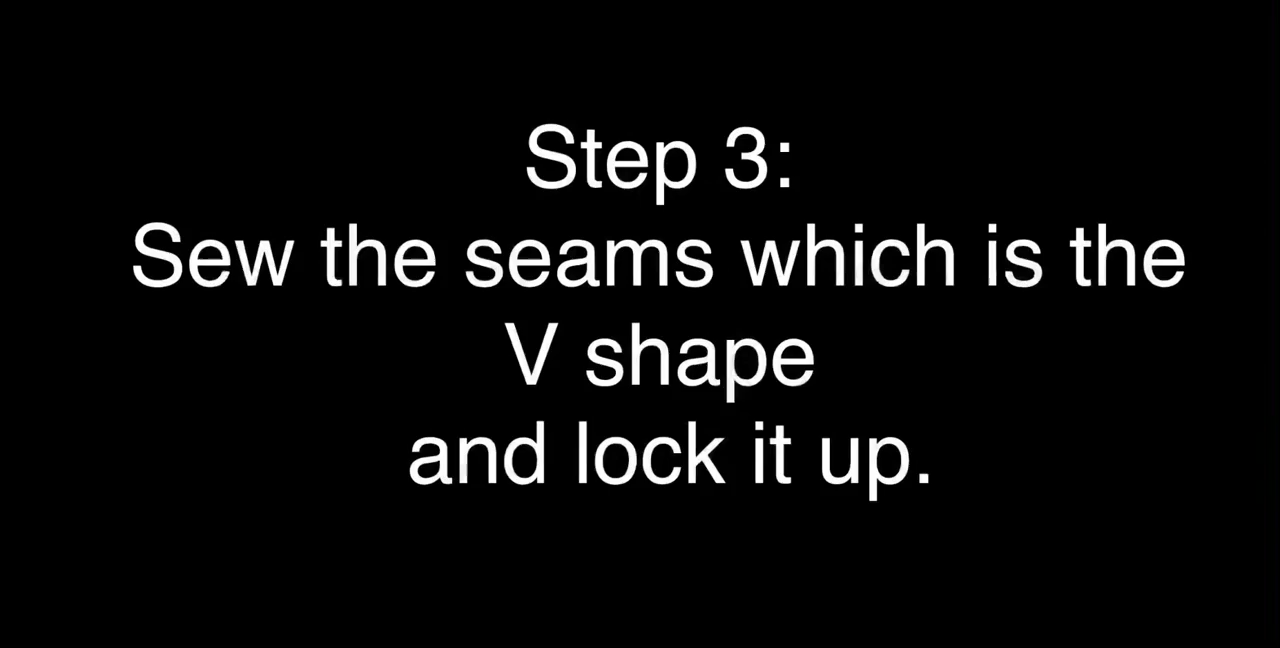 Step 3:
Sew the seams which is the
V shape
and lock it up.